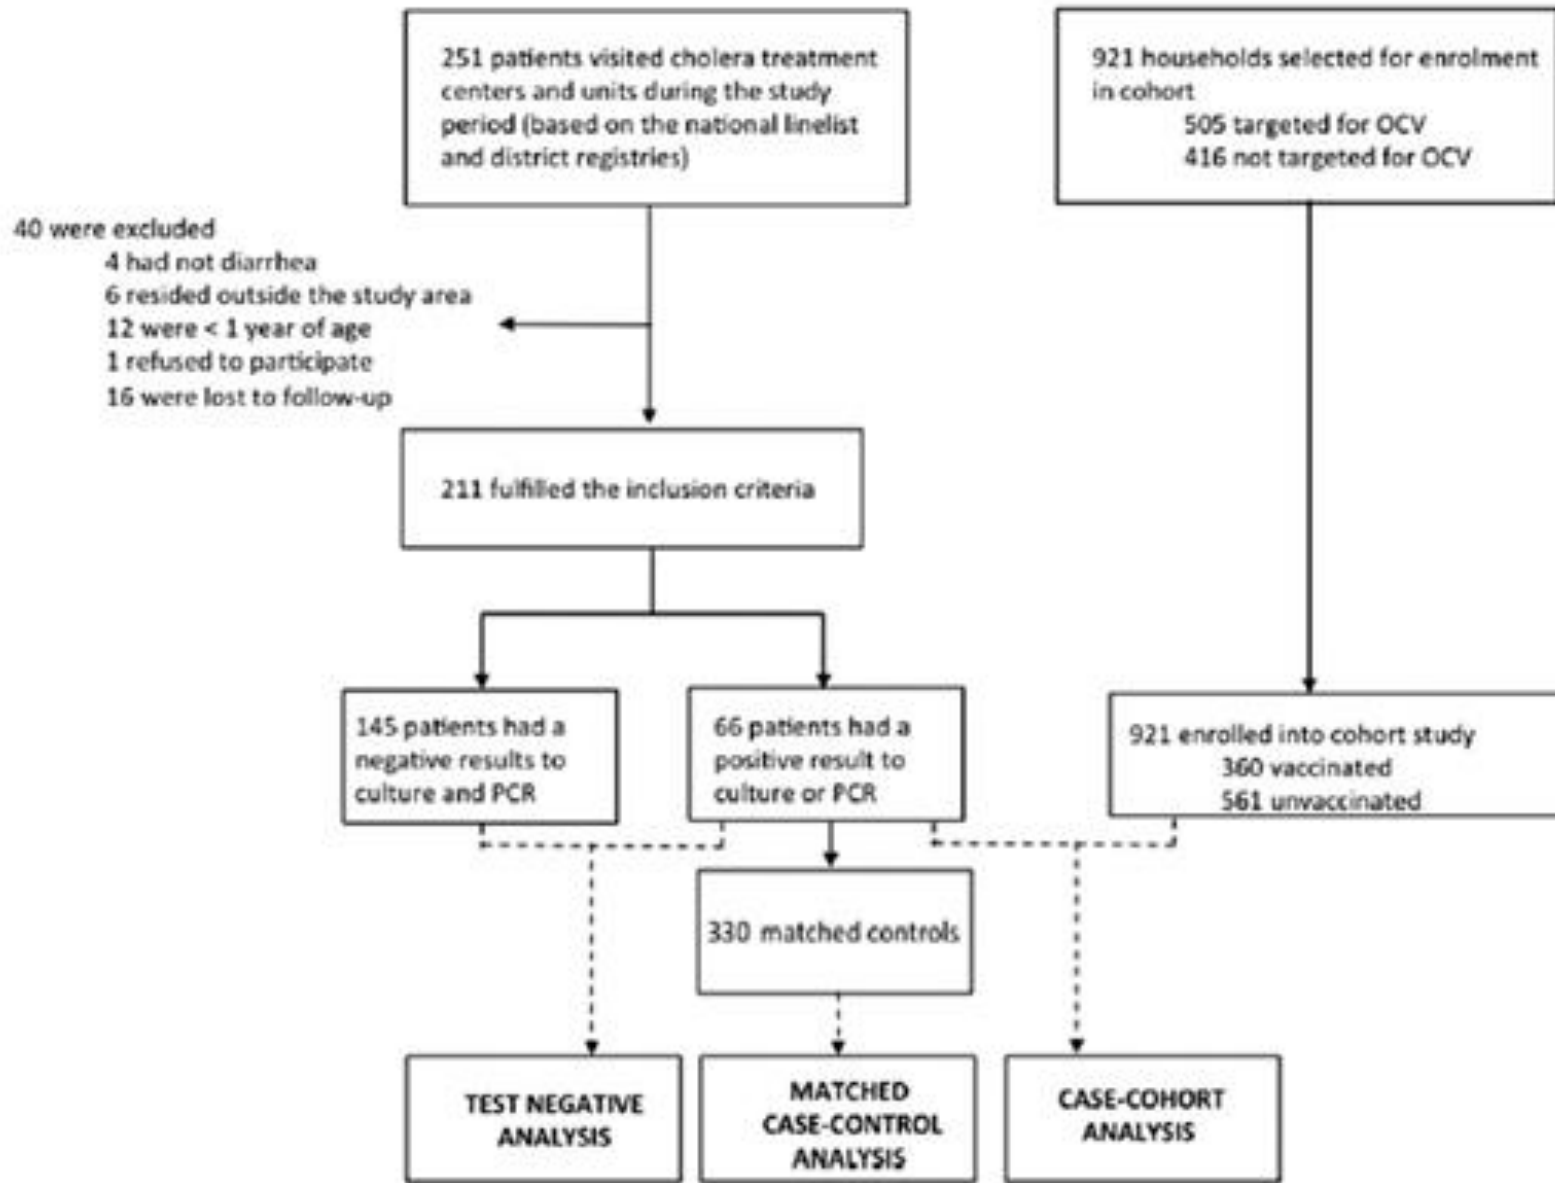 251 patients visited cholera treatment
centers and units during the study
period (based on the national linelist
and district registries)
921 households selected for enrolment
in cohort
505 targeted for OCV
416 not targeted for OCV
40 were excluded
4 had not diarrhea
6 resided outside the study area
12 were < 1 year of age
1 refused to participate
16 were lost to follow-up
211 fulfilled the inclusion criteria
145 patients had a
negative results to
culture and PCR
66 patients had a
positive result to
culture or PCR
921 enrolled into cohort study
360 vaccinated
561 unvaccinated
330 matched controls
TEST NEGATIVE
ANALYSIS
MATCHED
CASE-CONTROL
ANALYSIS
CASE-COHORT
ANALYSIS